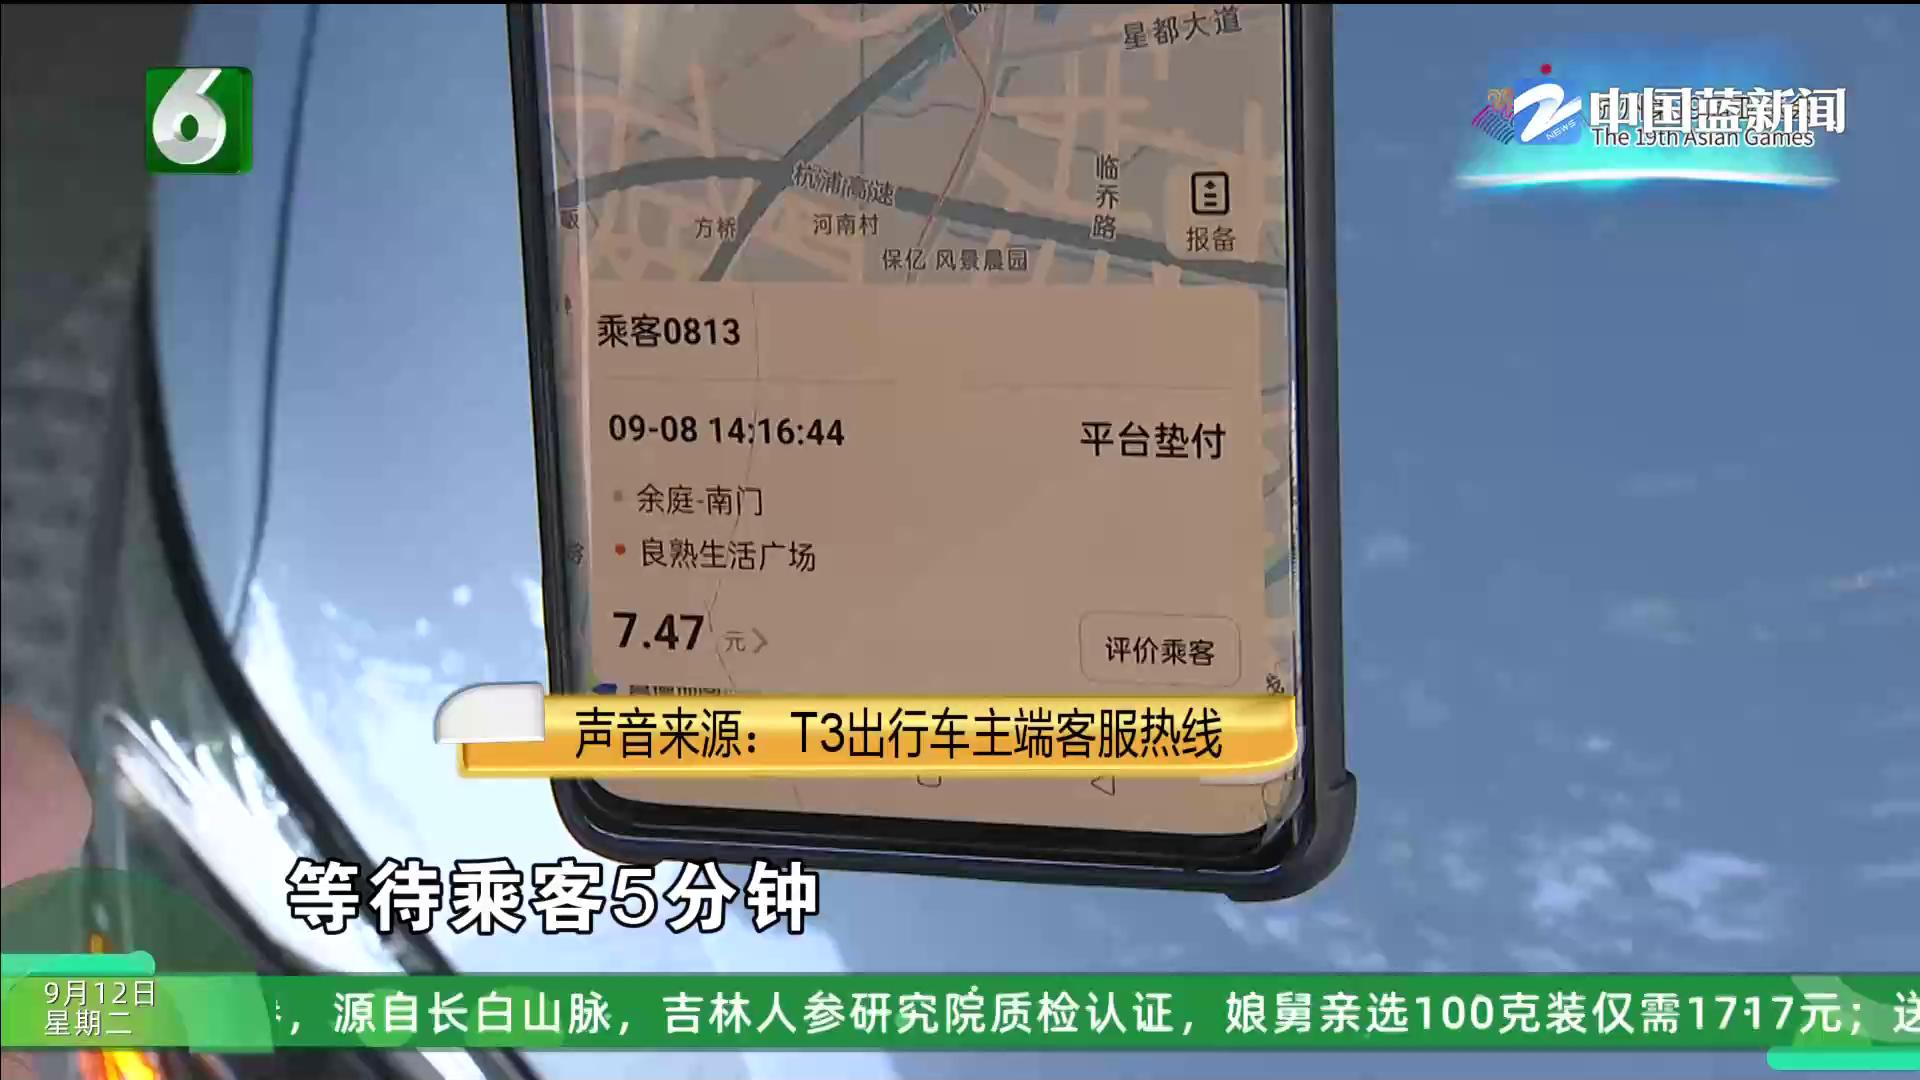 星都大道
6
中国蓝新闻
NEWS
The 19th Asian Games
杭浦高速
临乔路
方桥
河南村
报备
保亿 风景晨园
乘客0813
09-08 14:16:44
平台垫付
余庭-南门
良熟生活广场
7.47 元
评价乘客
声音来源：T3出行车主端客服热线
等待乘客5分钟
9月12日
星期二
，源自长白山脉，吉林人参研究院质检认证，娘舅亲选100克装仅需1717元；送